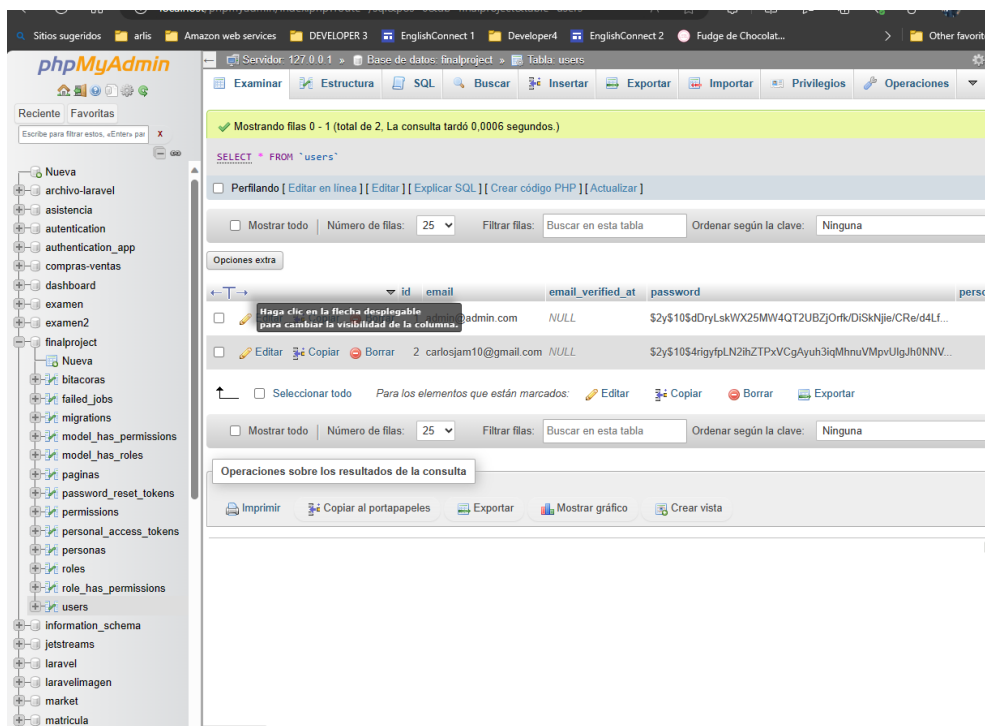 Sitios sugeridos arlis Amazon web services DEVELOPER 3 EnglishConnect 1 Developer4 EnglishConnect 2 Fudge de Chocolat... Other favorit
phpMyAdmin
Reciente Favoritas
Escribe para filtrar estos, «Enter» par X
Nueva
archivo-laravel
asistencia
autentication
authentication_app
compras-ventas
dashboard
examen
examen2
finalproject
Nueva
bitacoras
failed_jobs
migrations
model_has_permissions
model_has_roles
paginas
password_reset_tokens
permissions
personal_access_tokens
personas
roles
role_has_permissions
users
information_schema
jetstreams
laravel
laravelimagen
market
matricula
Servidor: 127.0.0.1 » Base de datos: finalproject » Tabla: users
Examinar Estructura SQL Buscar Insertar Exportar Importar Privilegios Operaciones
Mostrando filas 0 - 1 (total de 2, La consulta tardó 0,0006 segundos.)
SELECT * FROM `users`
Perfilando [ Editar en línea ] [ Editar ] [ Explicar SQL ] [ Crear código PHP ] [ Actualizar ]
Mostrar todo Número de filas: 25 Filtrar filas: Buscar en esta tabla Ordenar según la clave: Ninguna
Opciones extra
id email email_verified_at password perso
Haga clic en la flecha desplegable
para cambiar la visibilidad de la columna.
1 admin@admin.com NULL $2y$10$dDryLskWX25MW4QT2UBZjOrfk/DiSkNjie/CRe/d4Lf...
Editar Copiar Borrar 2 carlosjam10@gmail.com NULL $2y$10$4rigyfpLN2ihZTPxVCgAyuh3iqMhnuVMpvUIgJh0NNV...
Seleccionar todo Para los elementos que están marcados: Editar Copiar Borrar Exportar
Mostrar todo Número de filas: 25 Filtrar filas: Buscar en esta tabla Ordenar según la clave: Ninguna
Operaciones sobre los resultados de la consulta
Imprimir Copiar al portapapeles Exportar Mostrar gráfico Crear vista